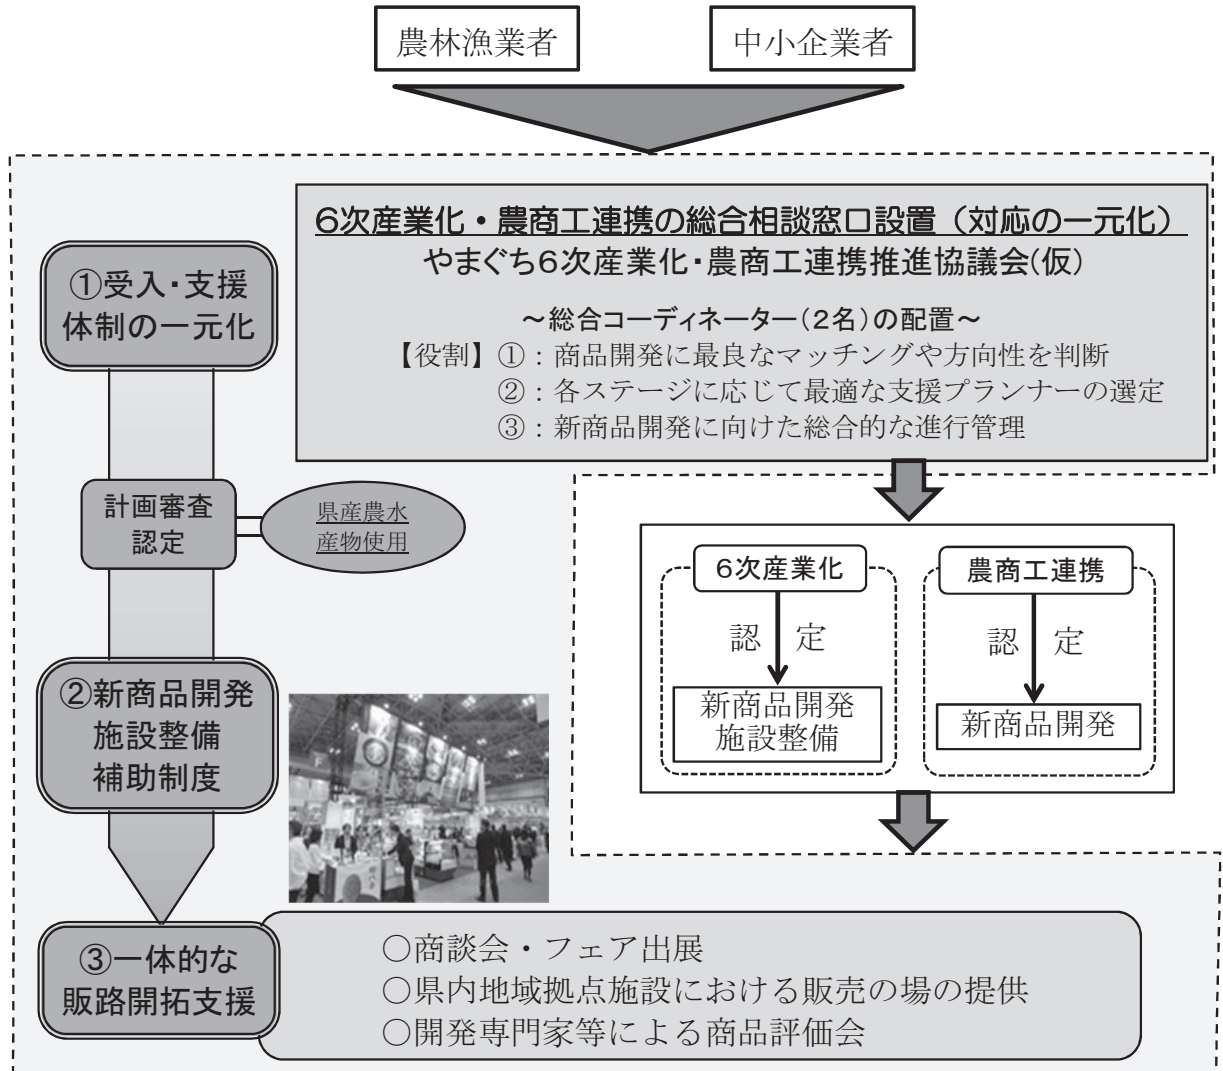 農林漁業者
中小企業者
6次産業化・農商工連携の総合相談窓口設置（対応の一元化）
やまぐち6次産業化・農商工連携推進協議会(仮)
～総合コーディネーター(2名)の配置～
【役割】①：商品開発に最良なマッチングや方向性を判断
②：各ステージに応じて最適な支援プランナーの選定
③：新商品開発に向けた総合的な進行管理
①受入・支援
体制の一元化
計画審査
認定
県産農水
産物使用
6次産業化
認 定
新商品開発
施設整備
農商工連携
認 定
新商品開発
②新商品開発
施設整備
補助制度
③一体的な
販路開拓支援
○商談会・フェア出展
○県内地域拠点施設における販売の場の提供
○開発専門家等による商品評価会